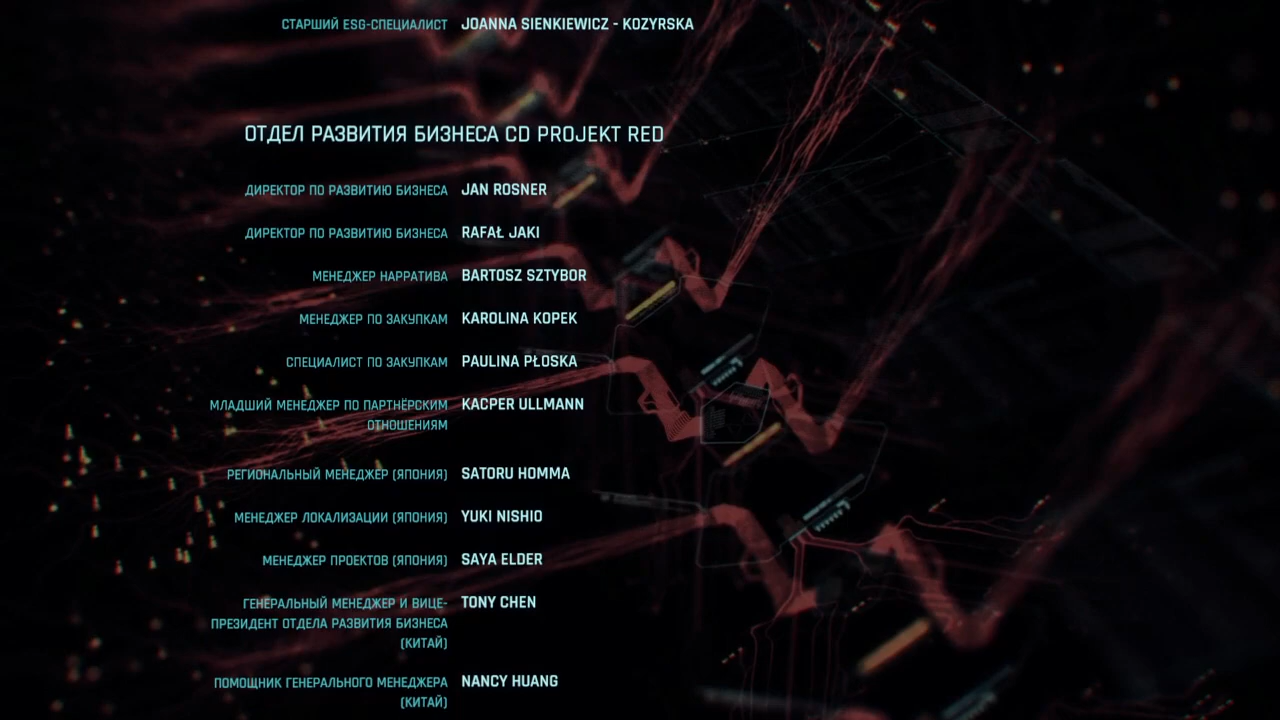 СТАРШИЙ ESG-СПЕЦИАЛИСТ JOANNA SIENKIEWICZ - KOZYRSKA
ОТДЕЛ РАЗВИТИЯ БИЗНЕСА CD PROJEKT RED
ДИРЕКТОР ПО РАЗВИТИЮ БИЗНЕСА JAN ROSNER
ДИРЕКТОР ПО РАЗВИТИЮ БИЗНЕСА RAFAŁ JAKI
МЕНЕДЖЕР НАРРАТИВА BARTOSZ SZTYBOR
МЕНЕДЖЕР ПО ЗАКУПКАМ KAROLINA KOPEK
СПЕЦИАЛИСТ ПО ЗАКУПКАМ PAULINA PŁOSKA
МЛАДШИЙ МЕНЕДЖЕР ПО ПАРТНЁРСКИМ KACPER ULLMANN
ОТНОШЕНИЯМ
РЕГИОНАЛЬНЫЙ МЕНЕДЖЕР (ЯПОНИЯ) SATORU HOMMA
МЕНЕДЖЕР ЛОКАЛИЗАЦИИ (ЯПОНИЯ) YUKI NISHIO
МЕНЕДЖЕР ПРОЕКТОВ (ЯПОНИЯ) SAYA ELDER
ГЕНЕРАЛЬНЫЙ МЕНЕДЖЕР И ВИЦЕ- TONY CHEN
ПРЕЗИДЕНТ ОТДЕЛА РАЗВИТИЯ БИЗНЕСА
(КИТАЙ)
ПОМОЩНИК ГЕНЕРАЛЬНОГО МЕНЕДЖЕРА NANCY HUANG
(КИТАЙ)